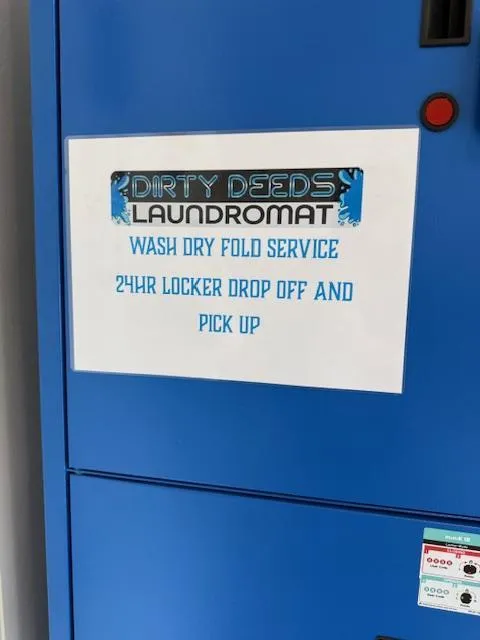 DIRTY DEEDS
LAUNDROMAT
WASH DRY FOLD SERVICE
24HR LOCKER DROP OFF AND
PICK UP